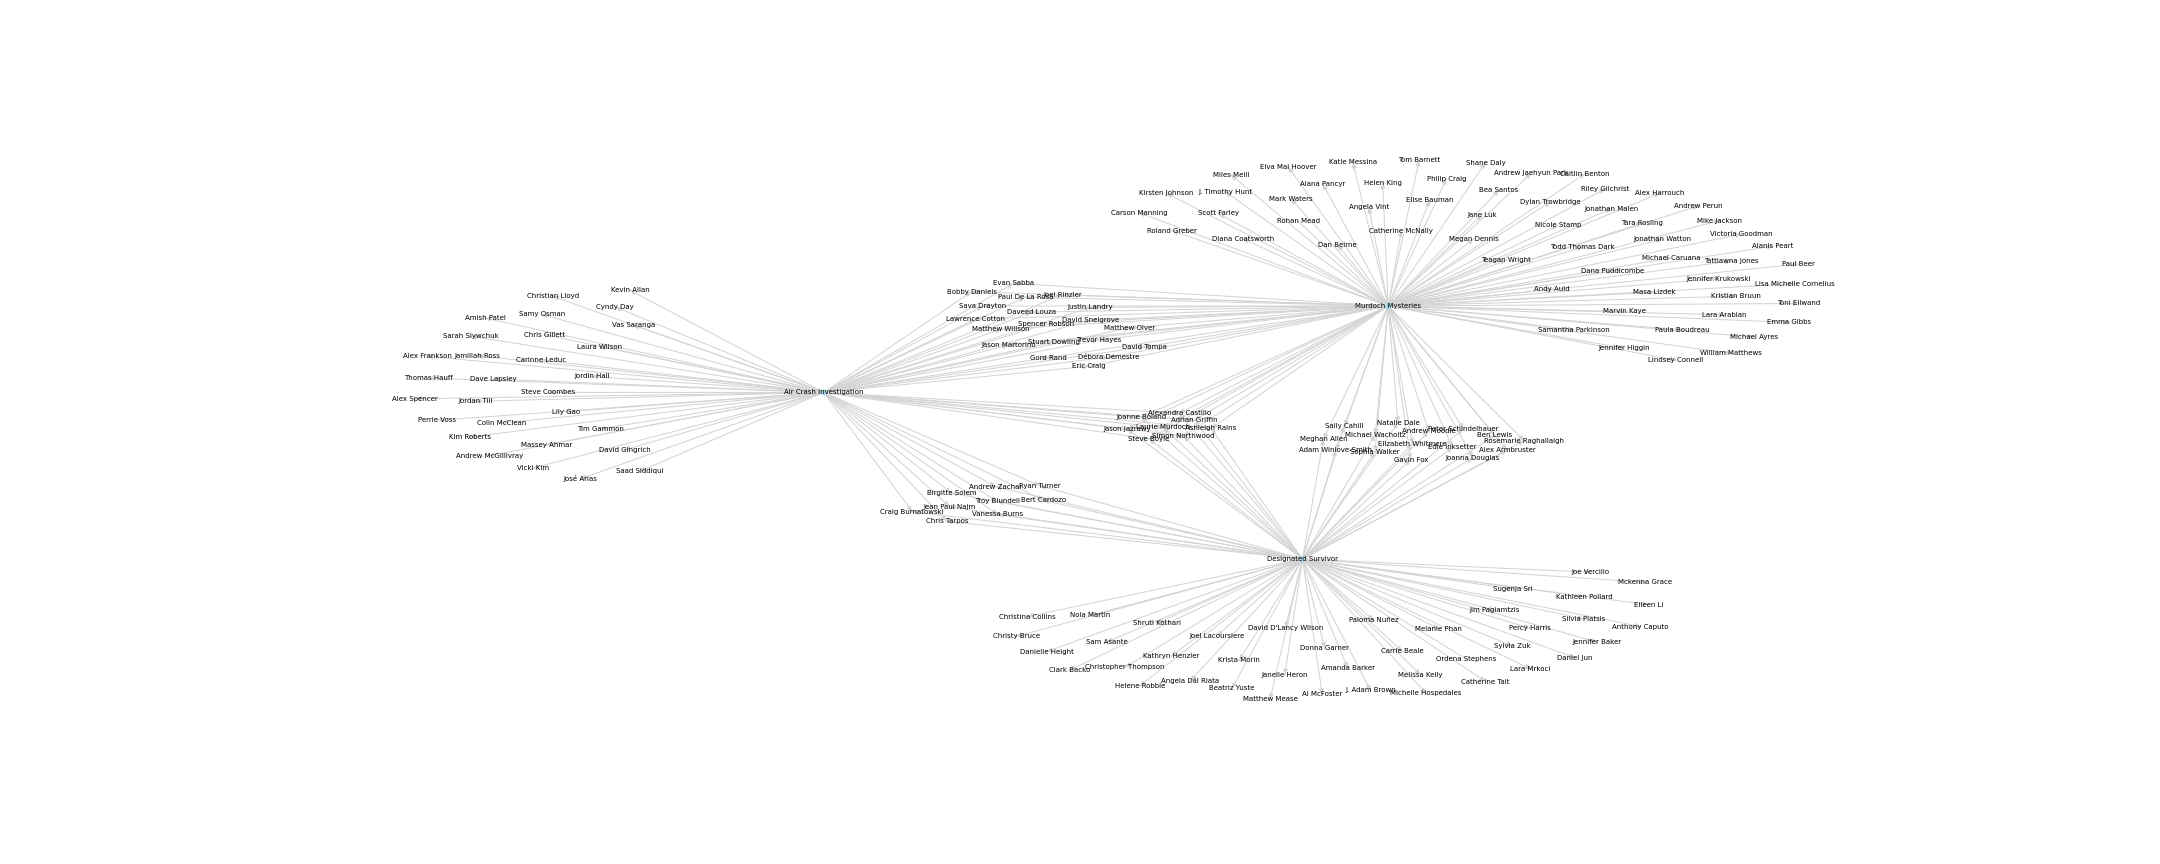 Tom Barnett
Katie Messina
Shane Daly
Elva Mai Hoover
Miles Meili
Andrew Jaehyun Park
Caitlin Benton
Philip Craig
Helen King
Alana Pancyr
Bea Santos
Riley Gilchrist
Alex Harrouch
Kirsten Johnson
J. Timothy Hunt
Mark Waters
Elise Bauman
Dylan Trowbridge
Angela Vint
Andrew Perun
Jonathan Malen
Carson Manning
Scott Farley
Jane Luk
Rohan Mead
Mike Jackson
Tara Rosling
Nicole Stamp
Roland Greber
Catherine McNally
Victoria Goodman
Diana Coatsworth
Megan Dennis
Jonathan Watton
Dan Beirne
Todd Thomas Dark
Alanis Peart
Michael Caruana
Teagan Wright
Tattiawna Jones
Paul Beer
Dana Puddicombe
Jennifer Krukowski
Lisa Michelle Cornelius
Evan Sabba
Andy Auld
Kevin Allan
Bobby Daniels
Masa Lizdek
Joel Rinzler
Christian Lloyd
Paul De La Rosa
Kristian Bruun
Toni Ellwand
Sava Drayton
Justin Landry
Murdoch Mysteries
Cyndy Day
Daveed Louza
Marvin Kaye
Samy Osman
Lara Arabian
Amish Patel
Lawrence Cotton
David Snelgrove
Emma Gibbs
Vas Saranga
Spencer Robson
Matthew Willson
Matthew Olver
Samantha Parkinson
Paula Boudreau
Sarah Slywchuk
Chris Gillett
Michael Ayres
Trevor Hayes
Stuart Dowling
Jason Martorino
Laura Wilson
David Tompa
Jennifer Higgin
William Matthews
Alex Frankson
Jamillah Ross
Carinne Leduc
Gord Rand
Débora Demestre
Lindsey Connell
Eric Craig
Jordin Hall
Thomas Hauff
Dave Lapsley
Steve Coombes
Air Crash Investigation
Alex Spencer
Jordan Till
Lily Gao
Alexandra Castillo
Joanne Boland
Perrie Voss
Adrian Griffin
Colin McClean
Natalie Dale
Sally Cahill
Laurie Murdoch
Ashleigh Rains
Jason Jazrawy
Tim Gammon
Andrew Moodie
Peter Schindelhauer
Kim Roberts
Simon Northwood
Michael Wacholtz
Ben Lewis
Steve Boyle
Meghan Allen
Rosemarie Raghallaigh
Massey Ahmar
Elizabeth Whitmere
Edie Inksetter
David Gingrich
Adam Winlove-Smith
Sophia Walker
Alex Armbruster
Andrew McGillivray
Joanna Douglas
Gavin Fox
Vicki Kim
Saad Siddiqui
José Arias
Ryan Turner
Andrew Zachar
Birgitte Solem
Troy Blundell
Bert Cardozo
Jean Paul Najm
Craig Burnatowski
Vanessa Burns
Chris Tarpos
Designated Survivor
Joe Vercillo
Mckenna Grace
Sugenja Sri
Kathleen Pollard
Eileen Li
Jim Pagiamtzis
Nola Martin
Christina Collins
Silvia Platsis
Paloma Nuñez
Shruti Kothari
Anthony Caputo
David D'Lancy Wilson
Melanie Phan
Percy Harris
Christy Bruce
Joel Lacoursiere
Sam Asante
Jennifer Baker
Sylvia Zuk
Donna Garner
Danielle Height
Carrie Beale
Kathryn Henzler
Daniel Jun
Krista Morin
Ordena Stephens
Christopher Thompson
Amanda Barker
Clark Backo
Lara Mrkoci
Janelle Heron
Melissa Kelly
Angela Dal Riata
Catherine Tait
Helene Robbie
Beatriz Yuste
J. Adam Brown
Al McFoster
Michelle Hospedales
Matthew Mease